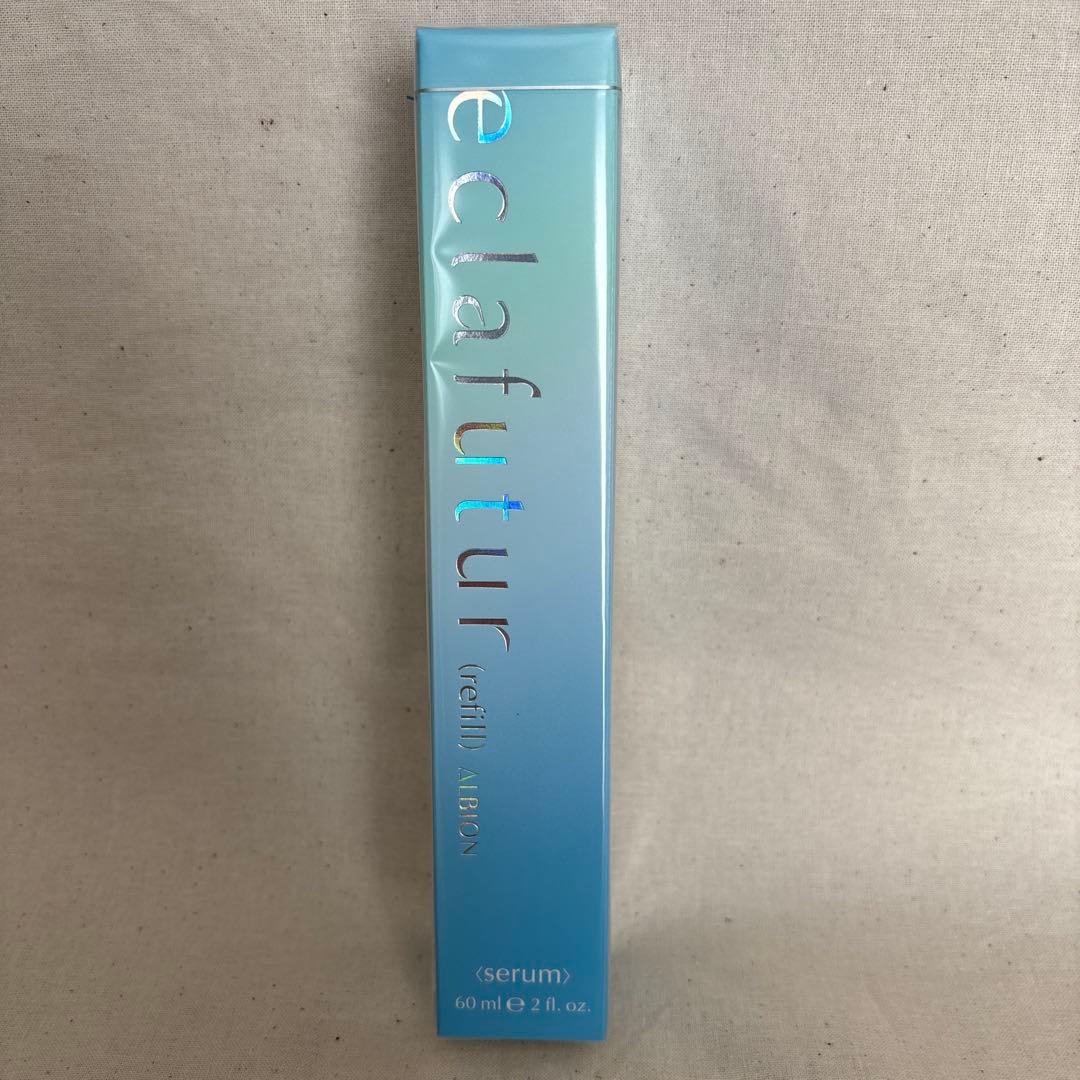 eclafutur (refill) ALBION
〈serum〉
60 ml ℮ 2 fl. oz.